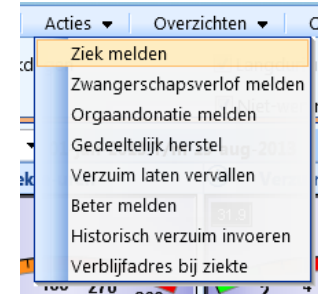 Acties ▼ Overzichten ▼
Ziek melden
Zwangerschapsverlof melden
Orgaandonatie melden
Gedeeltelijk herstel
Verzuim laten vervallen
Beter melden
Historisch verzuim invoeren
Verblijfadres bij ziekte
270